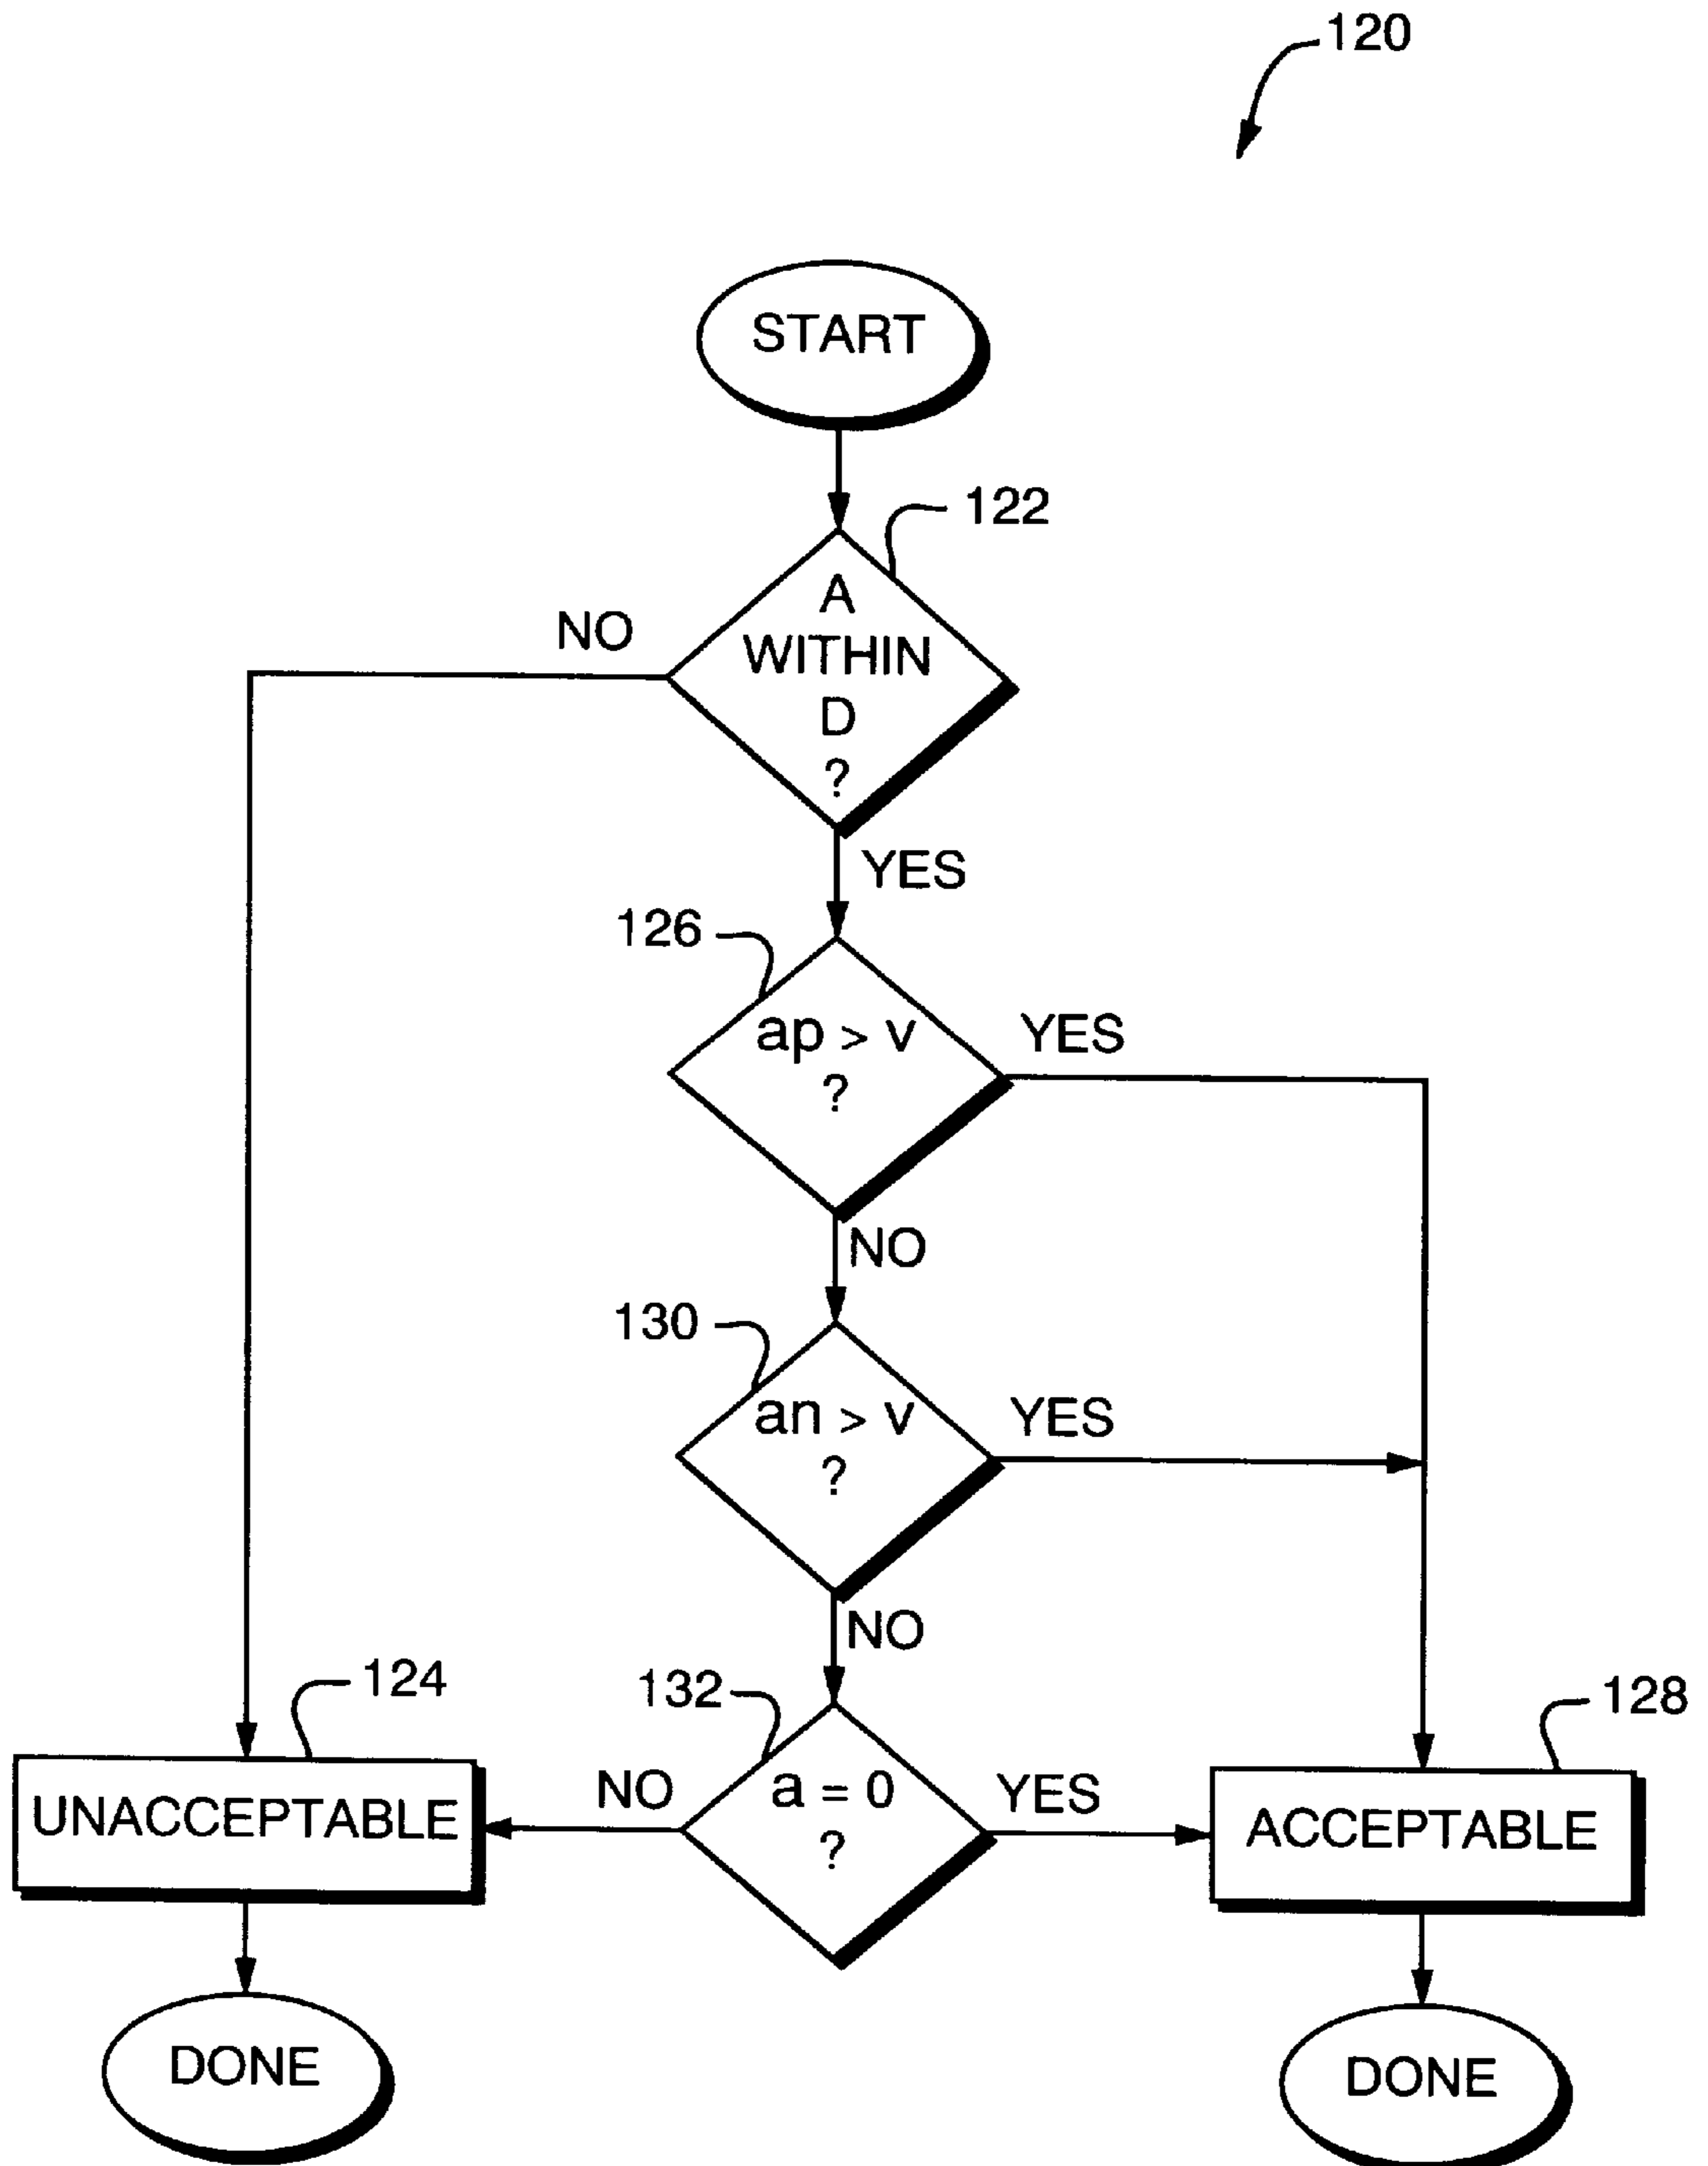 120
START
122
A
WITHIN
D
?
NO
YES
126
ap > v
?
YES
NO
130
an > v
?
YES
NO
124
132
128
UNACCEPTABLE
NO
a = 0
?
YES
ACCEPTABLE
DONE
DONE